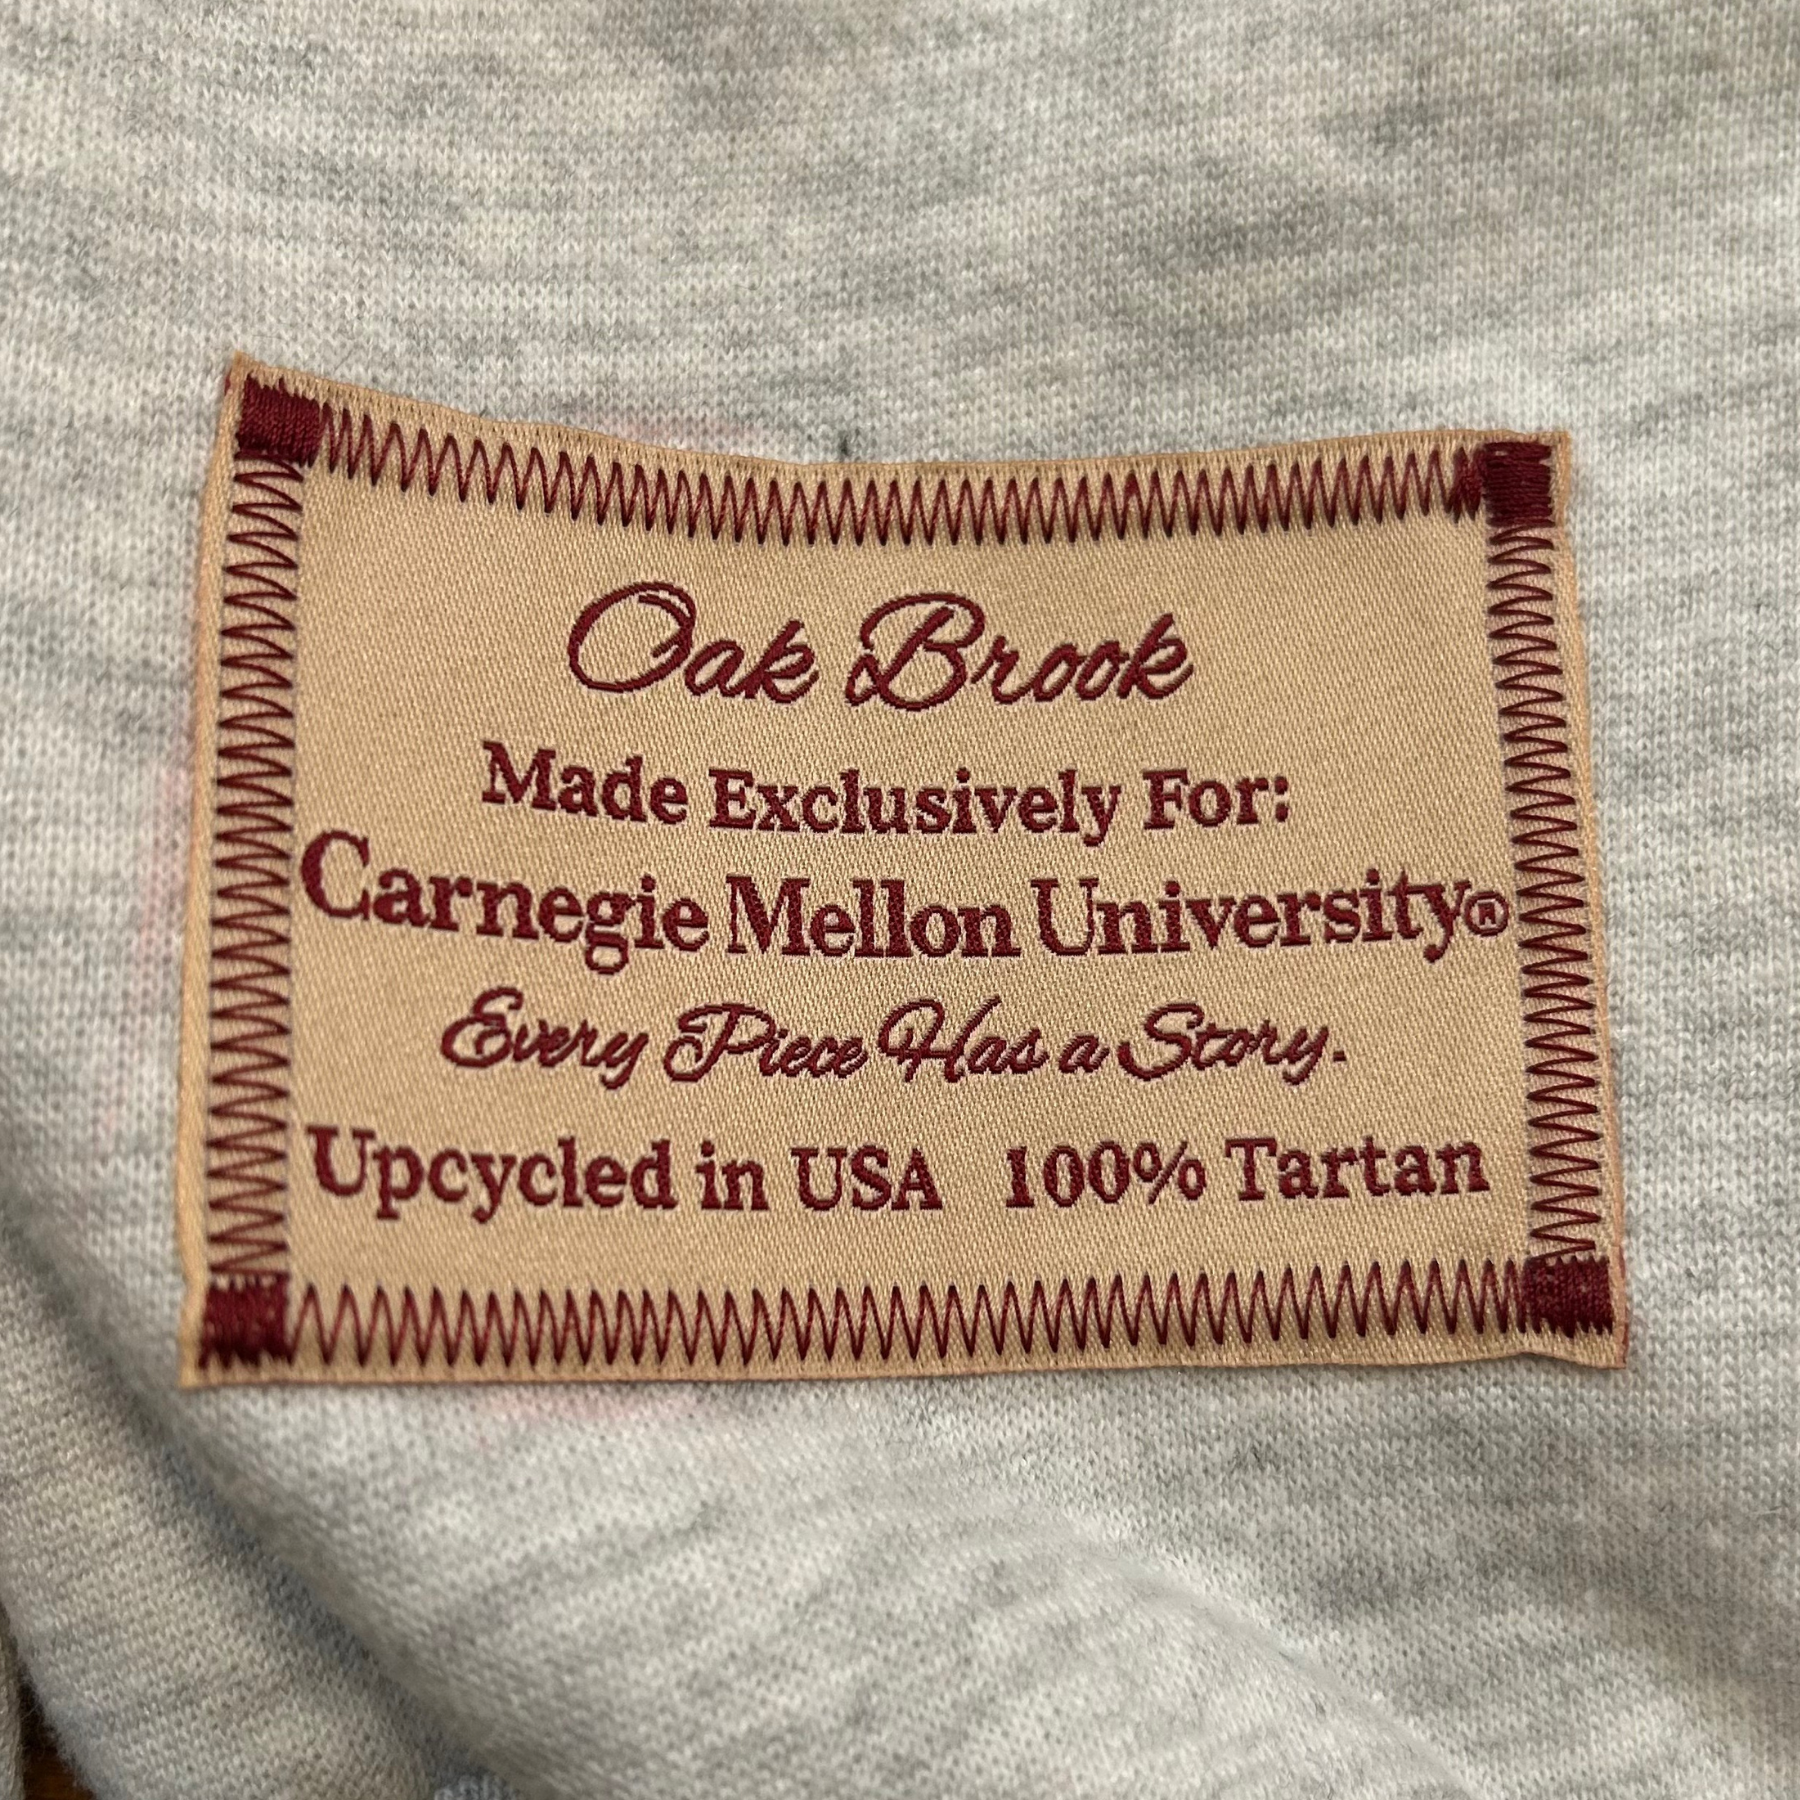 Oak Brook
Made Exclusively For:
Carnegie Mellon University®
Every Piece Has a Story.
Upcycled in USA 100% Tartan